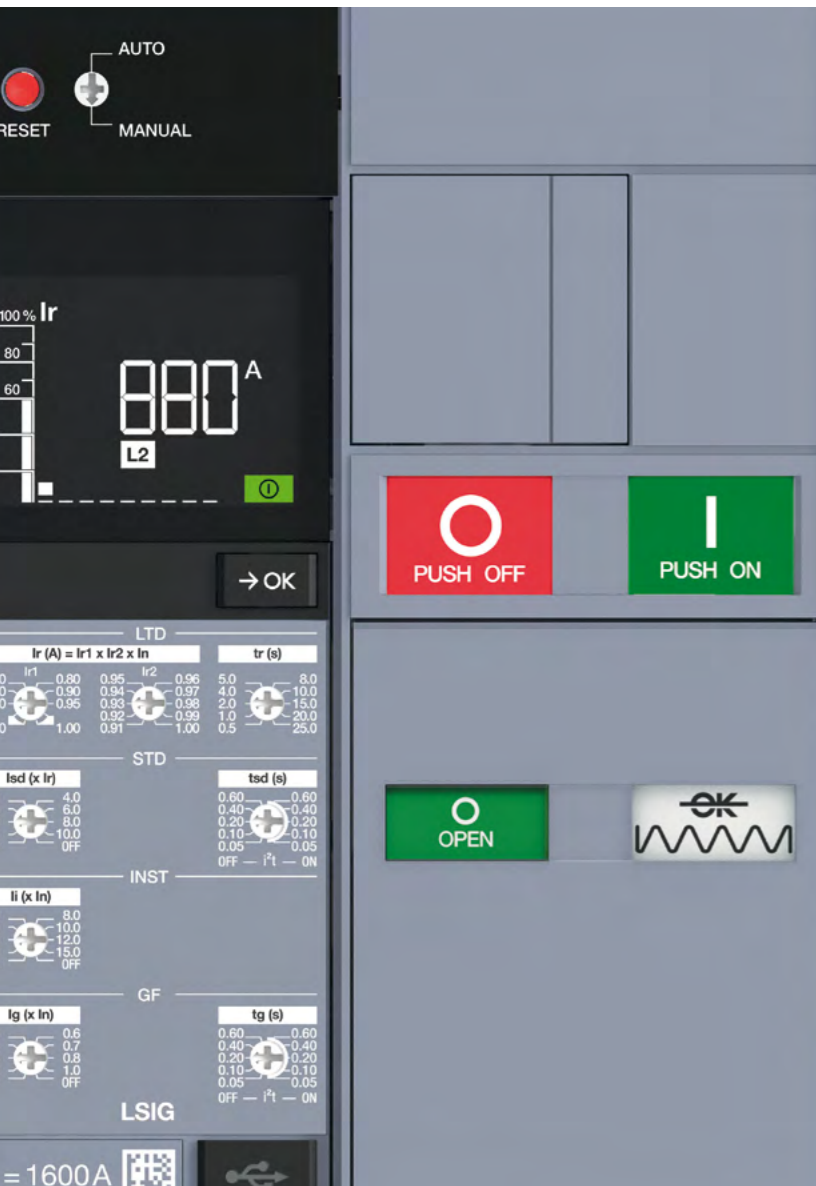 AUTO
RESET
MANUAL
100 % Ir
80
60
880 A
L2
→ OK
PUSH OFF
PUSH ON
LTD
Ir (A) = Ir1 x Ir2 x In
tr (s)
Ir1
0.80
0.90
0.95
1.00
Ir2
0.95
0.94
0.93
0.92
0.91
0.96
0.97
0.98
0.99
1.00
5.0
4.0
2.0
1.0
0.5
8.0
10.0
15.0
20.0
25.0
STD
Isd (x Ir)
4.0
6.0
8.0
10.0
OFF
tsd (s)
0.60
0.40
0.20
0.10
0.05
0.60
0.40
0.20
0.10
0.05
OFF — i²t — ON
O
OPEN
OK
INST
Ii (x In)
8.0
10.0
12.0
15.0
OFF
GF
Ig (x In)
0.6
0.7
0.8
1.0
OFF
tg (s)
0.60
0.40
0.20
0.10
0.05
0.60
0.40
0.20
0.10
0.05
OFF — i²t — ON
LSIG
= 1600 A